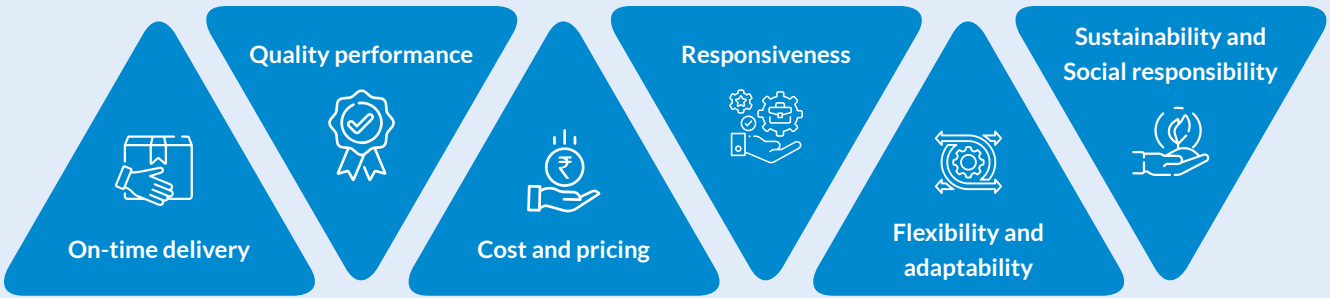 On-time delivery
Quality performance
₹
Cost and pricing
Responsiveness
Flexibility and
adaptability
Sustainability and
Social responsibility